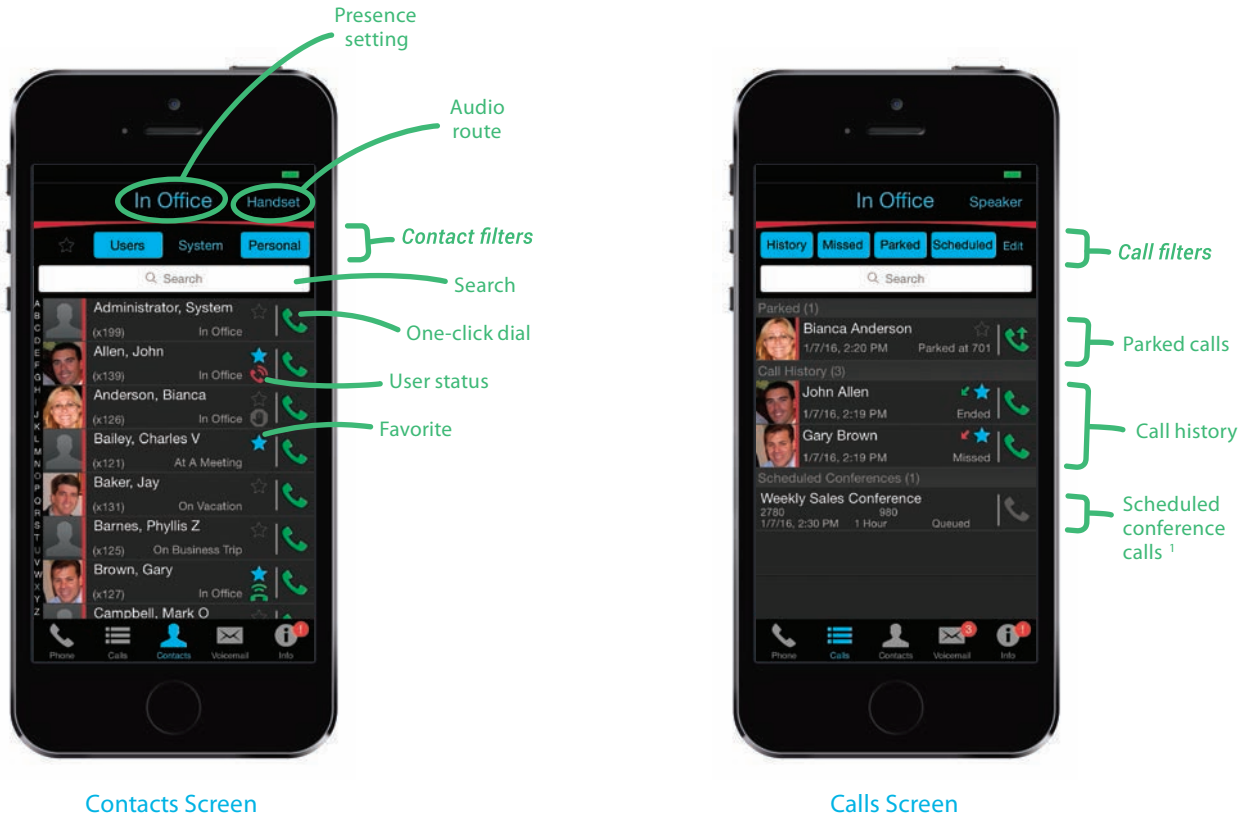 Presence
setting
Audio
route
In Office
Handset
Users
System
Personal
Contact filters
Search
Search
A
B
C
D
E
F
G
H
I
J
K
L
M
N
O
P
Q
R
S
T
U
V
W
X
Y
Z
Administrator, System
(x199) In Office
One-click dial
Allen, John
(x139) In Office
User status
Anderson, Bianca
(x126) In Office
Favorite
Bailey, Charles V
(x121) At A Meeting
Baker, Jay
(x131) On Vacation
Barnes, Phyllis Z
(x125) On Business Trip
Brown, Gary
(x127) In Office
Campbell, Mark O
Phone
Calls
Contacts
Voicemail
Info
!
Contacts Screen
In Office
Speaker
History
Missed
Parked
Scheduled
Edit
Call filters
Search
Parked (1)
Bianca Anderson
1/7/16, 2:20 PM Parked at 701
Parked calls
Call History (3)
John Allen
1/7/16, 2:19 PM Ended
Gary Brown
1/7/16, 2:19 PM Missed
Call history
Scheduled Conferences (1)
Weekly Sales Conference
2780 980
1/7/16, 2:30 PM 1 Hour Queued
Scheduled
conference
calls 1
Phone
Calls
Contacts
Voicemail
3
Info
!
Calls Screen